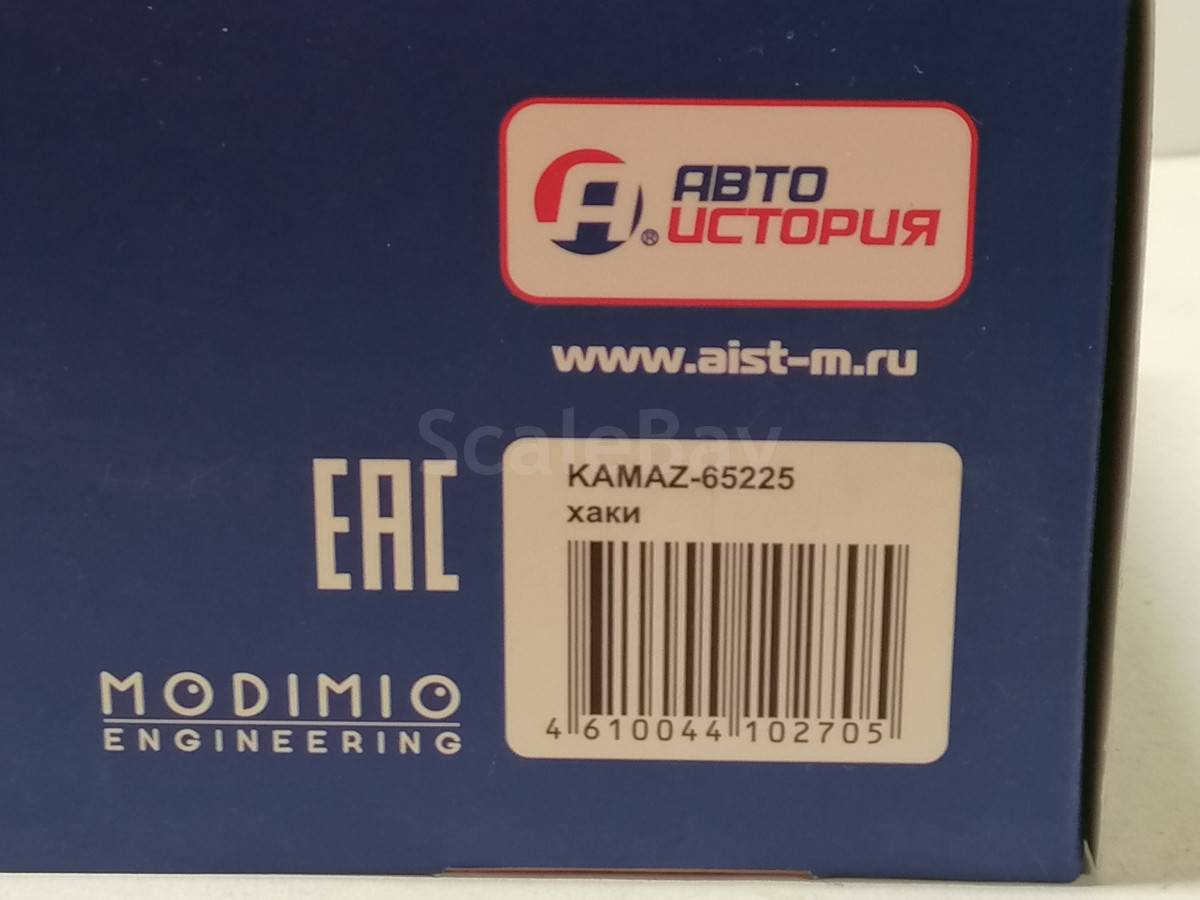 АВТО
ИСТОРИЯ
www.aist-m.ru
ScaleBay
EAC
KAMAZ-65225
хаки
4 610044 102705
MODIMIO
ENGINEERING